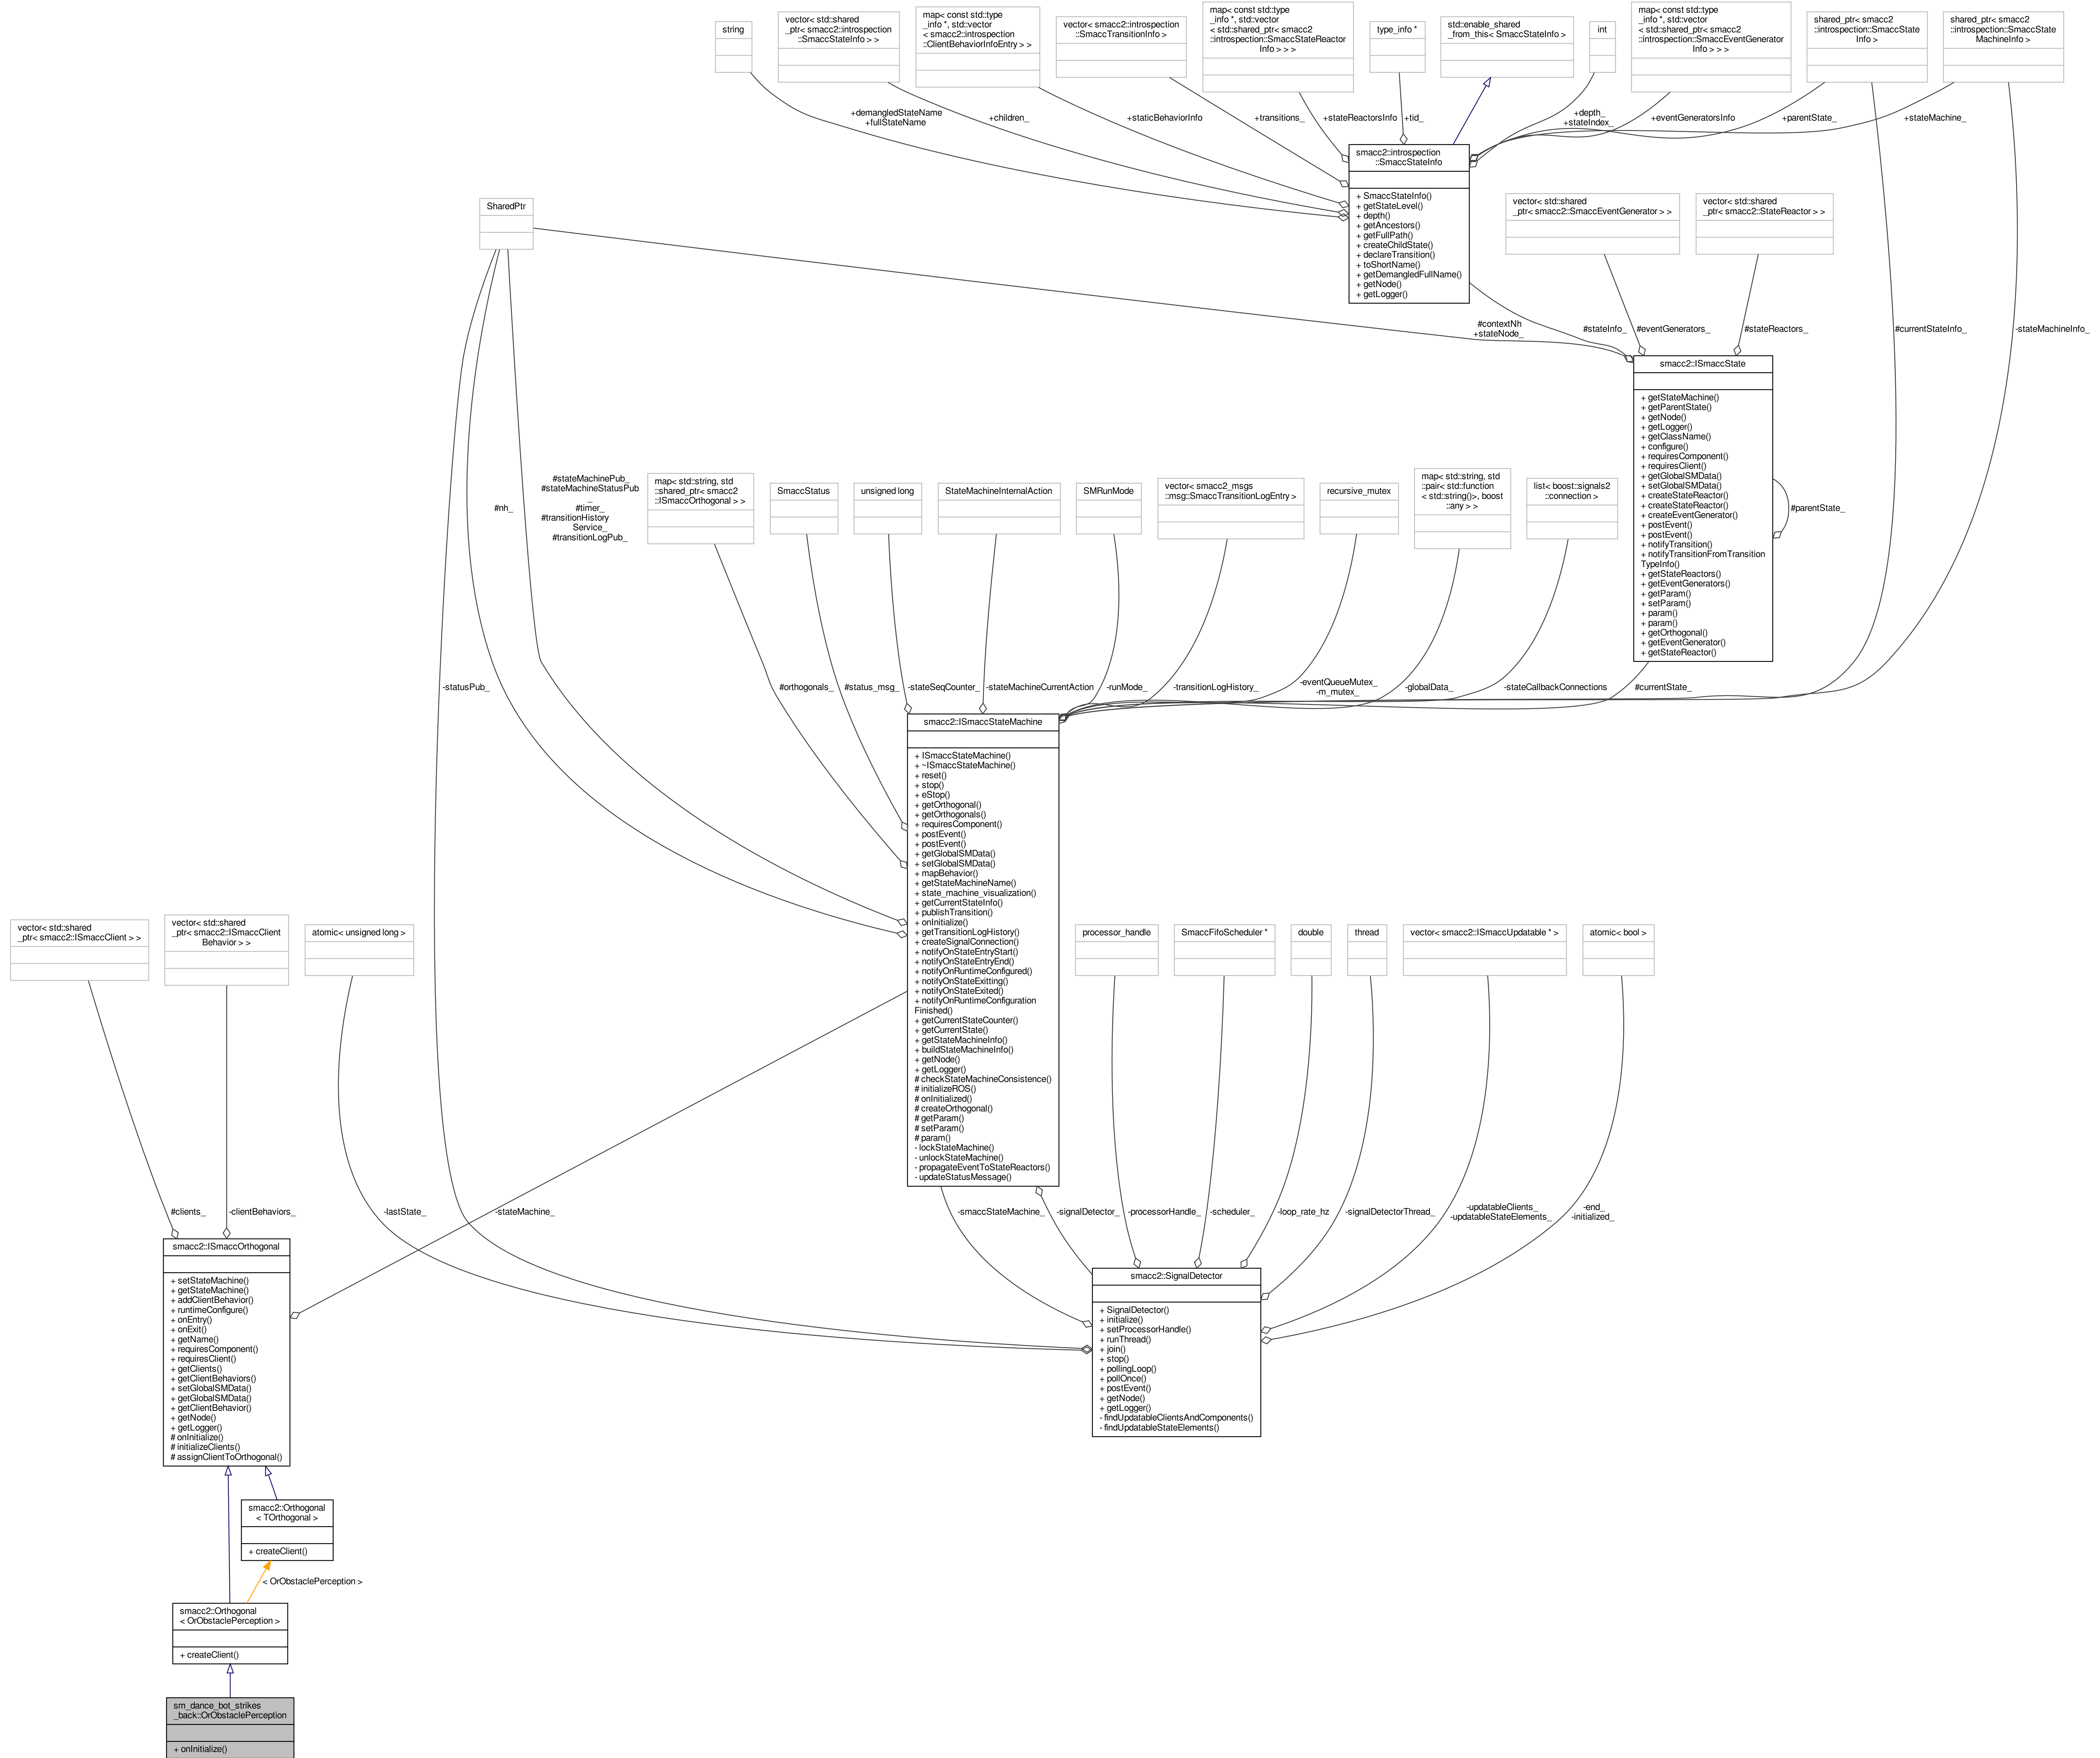 string
vector< std::shared
_ptr< smacc2::introspection
::SmaccStateInfo > >
map< const std::type
_info *, std::vector
< smacc2::introspection
::ClientBehaviorInfoEntry > >
vector< smacc2::introspection
::SmaccTransitionInfo >
map< const std::type
_info *, std::vector
< std::shared_ptr< smacc2
::introspection::SmaccStateReactor
Info > > >
type_info *
std::enable_shared
_from_this< SmaccStateInfo >
int
map< const std::type
_info *, std::vector
< std::shared_ptr< smacc2
::introspection::SmaccEventGenerator
Info > > >
shared_ptr< smacc2
::introspection::SmaccState
Info >
shared_ptr< smacc2
::introspection::SmaccState
MachineInfo >
+demangledStateName
+fullStateName
+children_
+staticBehaviorInfo
+transitions_
+stateReactorsInfo
+tid_
+depth_
+stateIndex_
+eventGeneratorsInfo
+parentState_
+stateMachine_
smacc2::introspection
::SmaccStateInfo
+ SmaccStateInfo()
+ getStateLevel()
+ depth()
+ getAncestors()
+ getFullPath()
+ createChildState()
+ declareTransition()
+ toShortName()
+ getDemangledFullName()
+ getNode()
+ getLogger()
SharedPtr
vector< std::shared
_ptr< smacc2::SmaccEventGenerator > >
vector< std::shared
_ptr< smacc2::StateReactor > >
#contextNh
+stateNode_
#stateInfo_
#eventGenerators_
#stateReactors_
#currentStateInfo_
-stateMachineInfo_
smacc2::ISmaccState
+ getStateMachine()
+ getParentState()
+ getNode()
+ getLogger()
+ getClassName()
+ configure()
+ requiresComponent()
+ requiresClient()
+ getGlobalSMData()
+ setGlobalSMData()
+ createStateReactor()
+ createStateReactor()
+ createEventGenerator()
+ postEvent()
+ postEvent()
+ notifyTransition()
+ notifyTransitionFromTransition
TypeInfo()
+ getStateReactors()
+ getEventGenerators()
+ getParam()
+ setParam()
+ param()
+ param()
+ getOrthogonal()
+ getEventGenerator()
+ getStateReactor()
#parentState_
#nh_
#stateMachinePub_
#stateMachineStatusPub
_
#timer_
#transitionHistory
Service_
#transitionLogPub_
map< std::string, std
::shared_ptr< smacc2
::ISmaccOrthogonal > >
SmaccStatus
unsigned long
StateMachineInternalAction
SMRunMode
vector< smacc2_msgs
::msg::SmaccTransitionLogEntry >
recursive_mutex
map< std::string, std
::pair< std::function
< std::string()>, boost
::any > >
list< boost::signals2
::connection >
-statusPub_
#orthogonals_
#status_msg_
-stateSeqCounter_
-stateMachineCurrentAction
-runMode_
-transitionLogHistory_
-eventQueueMutex_
-m_mutex_
-globalData_
-stateCallbackConnections
#currentState_
smacc2::ISmaccStateMachine
+ ISmaccStateMachine()
+ ~ISmaccStateMachine()
+ reset()
+ stop()
+ eStop()
+ getOrthogonal()
+ getOrthogonals()
+ requiresComponent()
+ postEvent()
+ postEvent()
+ getGlobalSMData()
+ setGlobalSMData()
+ mapBehavior()
+ getStateMachineName()
+ state_machine_visualization()
+ getCurrentStateInfo()
+ publishTransition()
+ onInitialize()
+ getTransitionLogHistory()
+ createSignalConnection()
+ notifyOnStateEntryStart()
+ notifyOnStateEntryEnd()
+ notifyOnRuntimeConfigured()
+ notifyOnStateExitting()
+ notifyOnStateExited()
+ notifyOnRuntimeConfiguration
Finished()
+ getCurrentStateCounter()
+ getCurrentState()
+ getStateMachineInfo()
+ buildStateMachineInfo()
+ getNode()
+ getLogger()
# checkStateMachineConsistence()
# initializeROS()
# onInitialized()
# createOrthogonal()
# getParam()
# setParam()
# param()
- lockStateMachine()
- unlockStateMachine()
- propagateEventToStateReactors()
- updateStatusMessage()
vector< std::shared
_ptr< smacc2::ISmaccClient > >
vector< std::shared
_ptr< smacc2::ISmaccClient
Behavior > >
atomic< unsigned long >
processor_handle
SmaccFifoScheduler *
double
thread
vector< smacc2::ISmaccUpdatable * >
atomic< bool >
#clients_
-clientBehaviors_
-lastState_
-stateMachine_
-smaccStateMachine_
-signalDetector_
-processorHandle_
-scheduler_
-loop_rate_hz
-signalDetectorThread_
-updatableClients_
-updatableStateElements_
-end_
-initialized_
smacc2::ISmaccOrthogonal
+ setStateMachine()
+ getStateMachine()
+ addClientBehavior()
+ runtimeConfigure()
+ onEntry()
+ onExit()
+ getName()
+ requiresComponent()
+ requiresClient()
+ getClients()
+ getClientBehaviors()
+ setGlobalSMData()
+ getGlobalSMData()
+ getClientBehavior()
+ getNode()
+ getLogger()
# onInitialize()
# initializeClients()
# assignClientToOrthogonal()
smacc2::SignalDetector
+ SignalDetector()
+ initialize()
+ setProcessorHandle()
+ runThread()
+ join()
+ stop()
+ pollingLoop()
+ pollOnce()
+ postEvent()
+ getNode()
+ getLogger()
- findUpdatableClientsAndComponents()
- findUpdatableStateElements()
smacc2::Orthogonal
< TOrthogonal >
+ createClient()
< OrObstaclePerception >
smacc2::Orthogonal
< OrObstaclePerception >
+ createClient()
sm_dance_bot_strikes
_back::OrObstaclePerception
+ onInitialize()